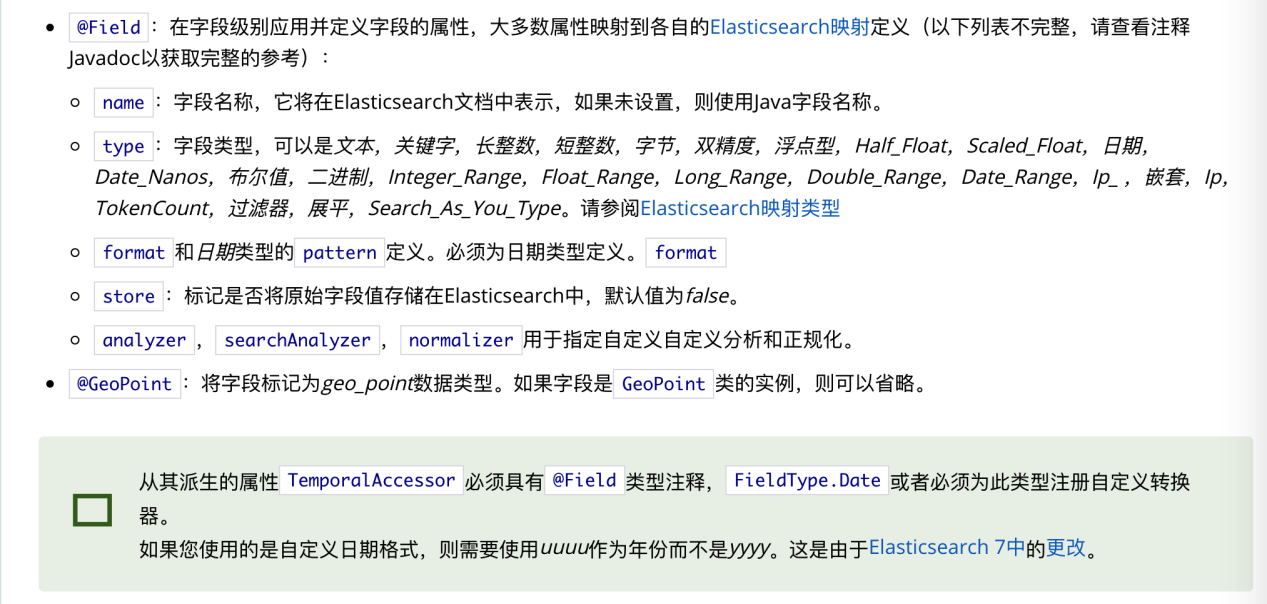 @Field：在字段级别应用并定义字段的属性，大多数属性映射到各自的Elasticsearch映射定义（以下列表不完整，请查看注释
Javadoc以获取完整的参考）：
name：字段名称，它将在Elasticsearch文档中表示，如果未设置，则使用Java字段名称。
type：字段类型，可以是文本，关键字，长整数，短整数，字节，双精度，浮点型，Half_Float，Scaled_Float，日期，
Date_Nanos，布尔值，二进制，Integer_Range，Float_Range，Long_Range，Double_Range，Date_Range，Ip_，嵌套，Ip，
TokenCount，过滤器，展平，Search_As_You_Type。请参阅Elasticsearch映射类型
format和日期类型的pattern定义。必须为日期类型定义。format
store：标记是否将原始字段值存储在Elasticsearch中，默认值为false。
analyzer，searchAnalyzer，normalizer用于指定自定义自定义分析和正规化。
@GeoPoint：将字段标记为geo_point数据类型。如果字段是GeoPoint类的实例，则可以省略。
从其派生的属性TemporalAccessor必须具有@Field类型注释，FieldType.Date或者必须为此类型注册自定义转换
器。
如果您使用的是自定义日期格式，则需要使用uuuu作为年份而不是yyyy。这是由于Elasticsearch 7中的更改。